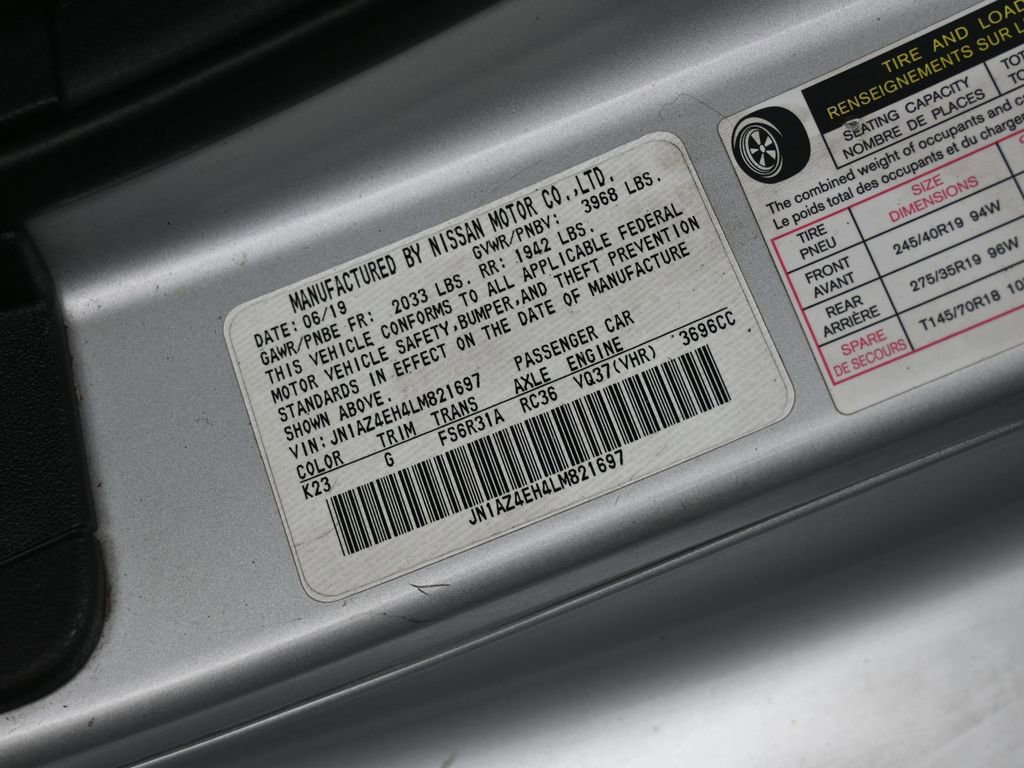 MANUFACTURED BY NISSAN MOTOR CO.,LTD.
DATE: 06/19 GVWR/PNBV: 3968 LBS.
GAWR/PNBE FR: 2033 LBS. RR: 1942 LBS.
THIS VEHICLE CONFORMS TO ALL APPLICABLE FEDERAL
MOTOR VEHICLE SAFETY,BUMPER,AND THEFT PREVENTION
STANDARDS IN EFFECT ON THE DATE OF MANUFACTURE
SHOWN ABOVE.
VIN: JN1AZ4EH4LM821697 PASSENGER CAR
COLOR TRIM TRANS AXLE ENGINE
K23 G FS6R31A RC36 VQ37(VHR) 3696CC
JN1AZ4EH4LM821697
TIRE AND LOAD
RENSEIGNEMENTS SUR
SEATING CAPACITY
NOMBRE DE PLACES
The combined weight of occupants and
Le poids total des occupants et du
TIRE
PNEU
SIZE
DIMENSIONS
FRONT
AVANT
245/40R19 94W
REAR
ARRIÈRE
275/35R19 96W
SPARE
DE SECOURS
T145/70R18